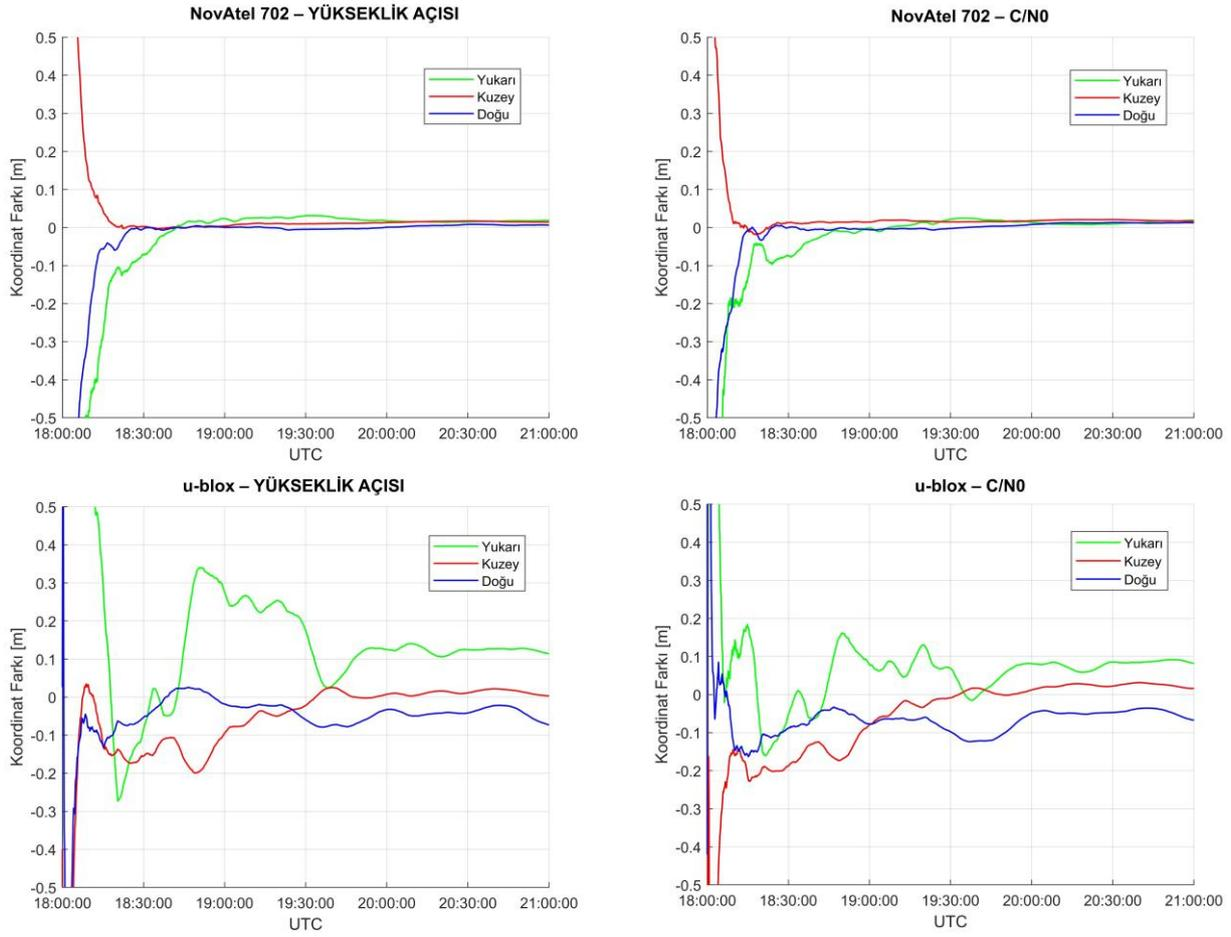 NovAtel 702 – YÜKSEKLİK AÇISI
Koordinat Farkı [m]
0.5
0.4
0.3
0.2
0.1
0
-0.1
-0.2
-0.3
-0.4
-0.5
Yukarı
Kuzey
Doğu
18:00:00 18:30:00 19:00:00 19:30:00 20:00:00 20:30:00 21:00:00
UTC
NovAtel 702 – C/N0
Koordinat Farkı [m]
0.5
0.4
0.3
0.2
0.1
0
-0.1
-0.2
-0.3
-0.4
-0.5
Yukarı
Kuzey
Doğu
18:00:00 18:30:00 19:00:00 19:30:00 20:00:00 20:30:00 21:00:00
UTC
u-blox – YÜKSEKLİK AÇISI
Koordinat Farkı [m]
0.5
0.4
0.3
0.2
0.1
0
-0.1
-0.2
-0.3
-0.4
-0.5
Yukarı
Kuzey
Doğu
18:00:00 18:30:00 19:00:00 19:30:00 20:00:00 20:30:00 21:00:00
UTC
u-blox – C/N0
Koordinat Farkı [m]
0.5
0.4
0.3
0.2
0.1
0
-0.1
-0.2
-0.3
-0.4
-0.5
Yukarı
Kuzey
Doğu
18:00:00 18:30:00 19:00:00 19:30:00 20:00:00 20:30:00 21:00:00
UTC